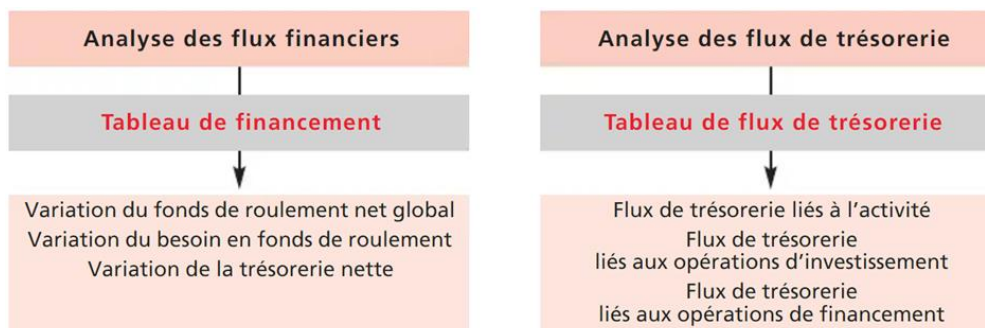 Analyse des flux financiers
Tableau de financement
Variation du fonds de roulement net global
Variation du besoin en fonds de roulement
Variation de la trésorerie nette
Analyse des flux de trésorerie
Tableau de flux de trésorerie
Flux de trésorerie liés à l'activité
Flux de trésorerie
liés aux opérations d'investissement
Flux de trésorerie
liés aux opérations de financement